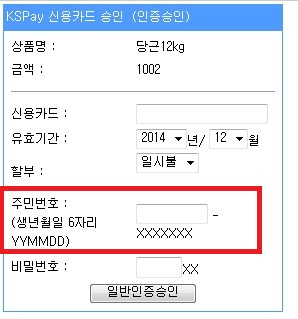 KSPay 신용카드 승인 (인증승인)
상품명 : 당근12kg
금액 : 1002
신용카드 :
유효기간 : 2014 년/ 12 월
할부 : 일시불
주민번호 :
(생년월일 6자리 -
YYMMDD) XXXXXXX
비밀번호 : XX
일반인증승인